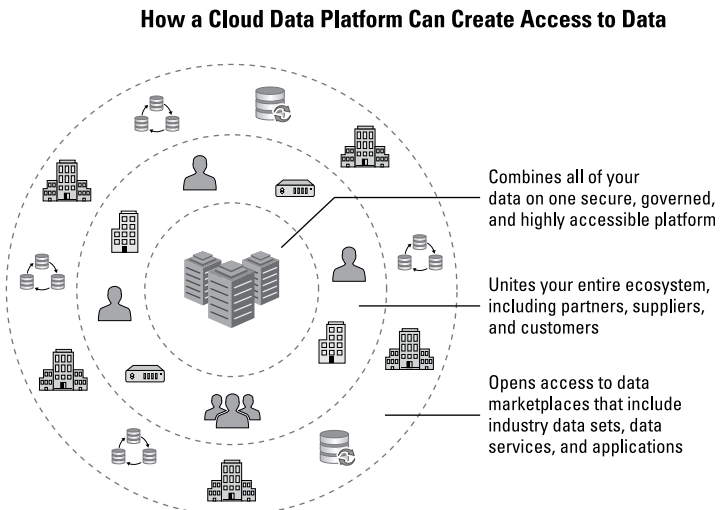 How a Cloud Data Platform Can Create Access to Data
Combines all of your
data on one secure, governed,
and highly accessible platform
Unites your entire ecosystem,
including partners, suppliers,
and customers
Opens access to data
marketplaces that include
industry data sets, data
services, and applications